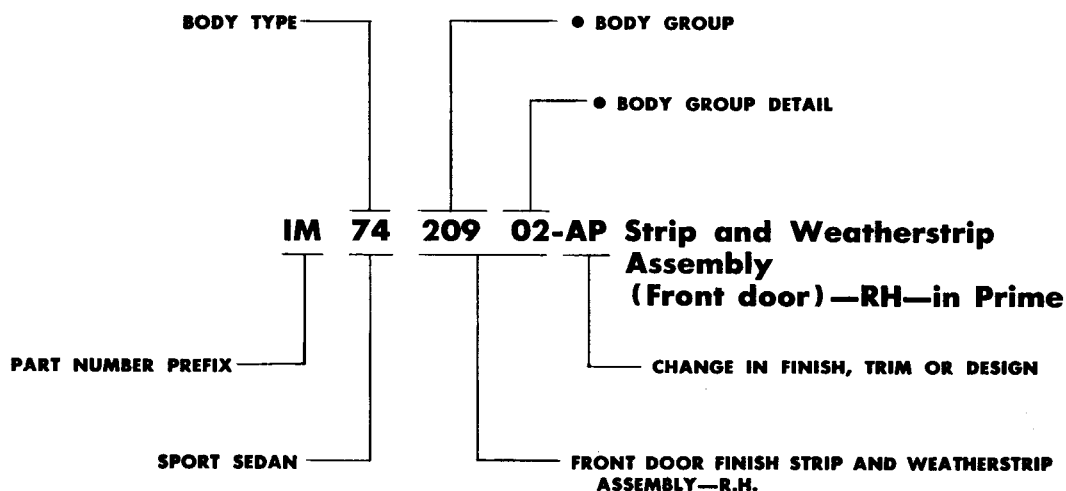 BODY TYPE
● BODY GROUP
● BODY GROUP DETAIL
IM 74 209 02-AP Strip and Weatherstrip
Assembly
(Front door)—RH—in Prime
PART NUMBER PREFIX
CHANGE IN FINISH, TRIM OR DESIGN
SPORT SEDAN
FRONT DOOR FINISH STRIP AND WEATHERSTRIP
ASSEMBLY—R.H.